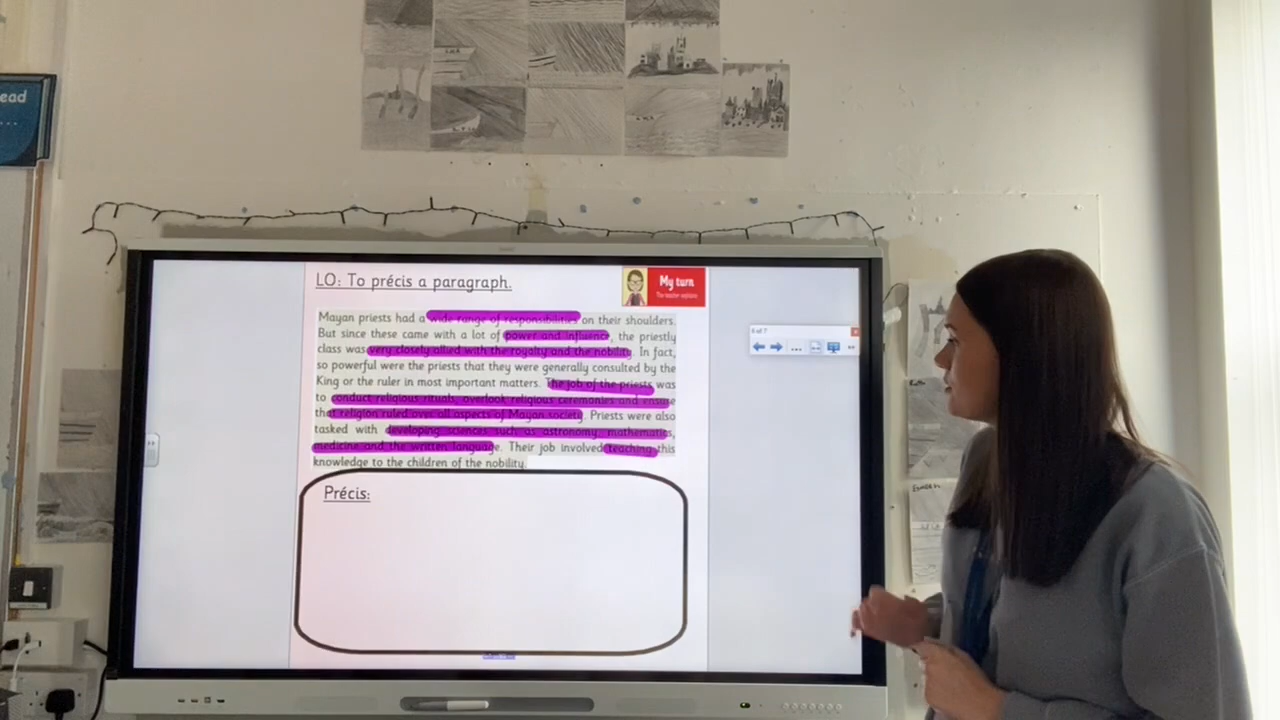 ead
LO: To précis a paragraph.
My turn
The teacher explains
Mayan priests had a wide range of responsibilities on their shoulders.
But since these came with a lot of power and influence, the priestly
class was very closely allied with the royalty and the nobility. In fact,
so powerful were the priests that they were generally consulted by the
King or the ruler in most important matters. The job of the priests was
to conduct religious rituals, overlook religious ceremonies and ensure
that religion ruled over all aspects of Mayan society. Priests were also
tasked with developing sciences such as astronomy, mathematics,
medicine and the written language. Their job involved teaching this
knowledge to the children of the nobility.
Précis:
6 of 7